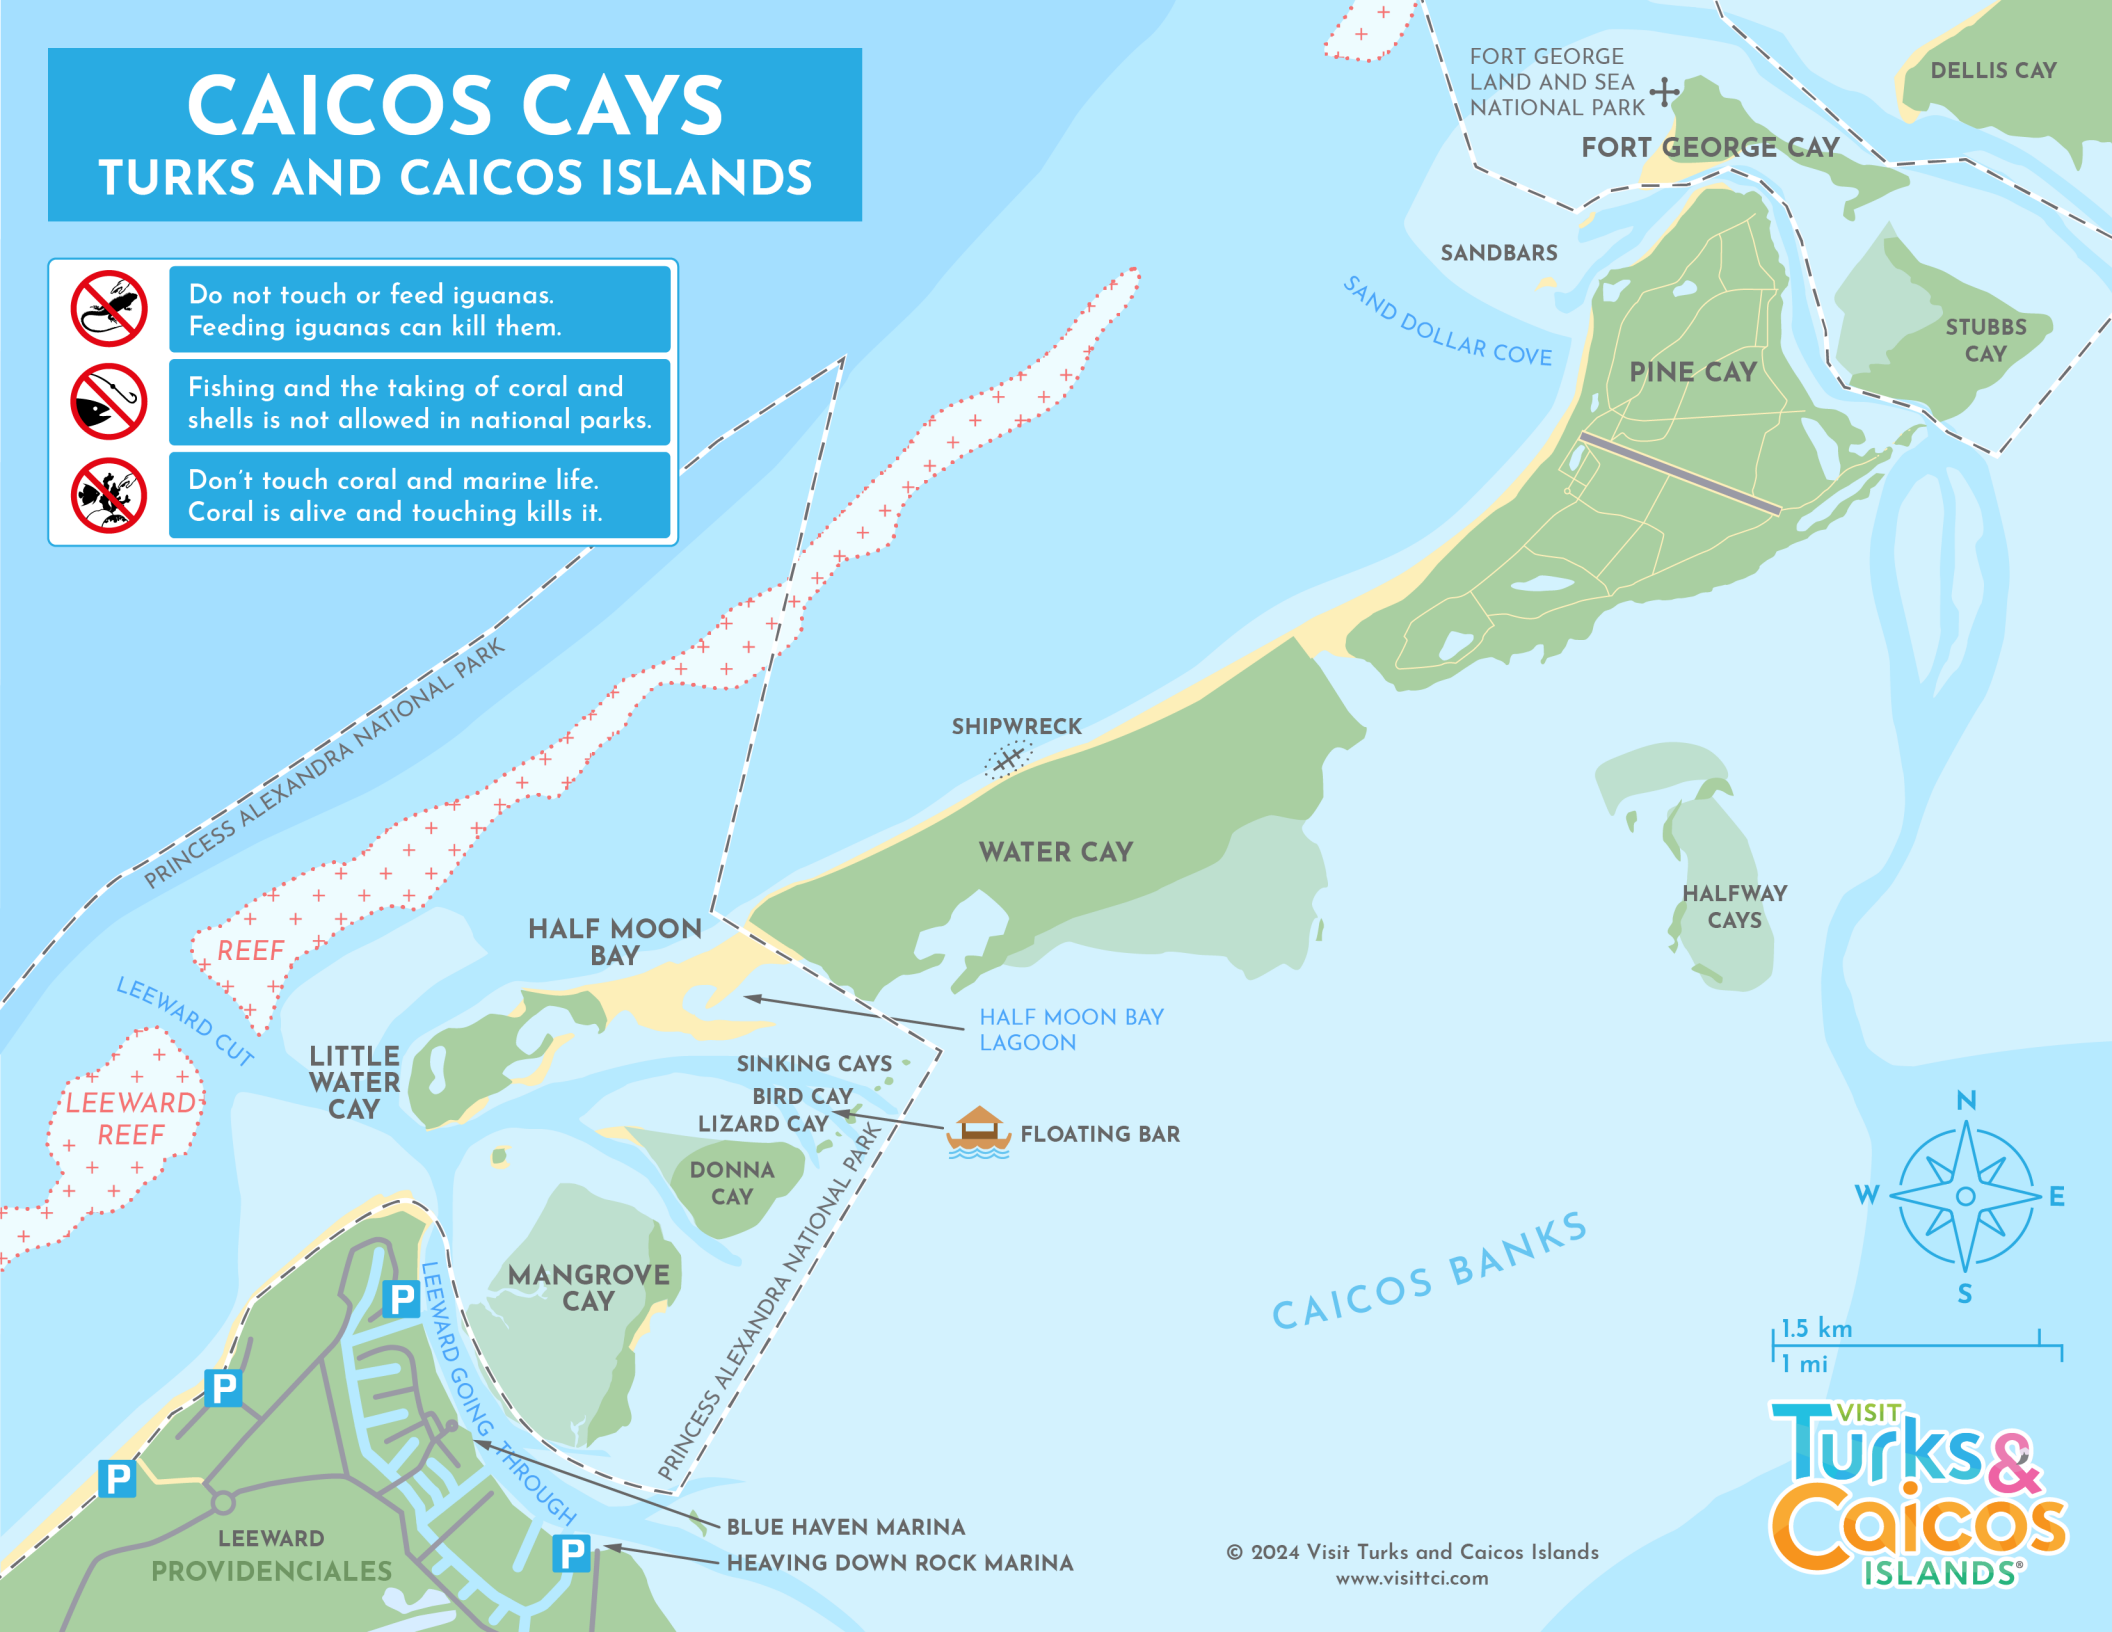 CAICOS CAYS
TURKS AND CAICOS ISLANDS
Do not touch or feed iguanas.
Feeding iguanas can kill them.
Fishing and the taking of coral and
shells is not allowed in national parks.
Don't touch coral and marine life.
Coral is alive and touching kills it.
FORT GEORGE
LAND AND SEA
NATIONAL PARK
DELLIS CAY
FORT GEORGE CAY
SANDBARS
SAND DOLLAR COVE
STUBBS
CAY
PINE CAY
PRINCESS ALEXANDRA NATIONAL PARK
SHIPWRECK
WATER CAY
HALFWAY
CAYS
HALF MOON
BAY
REEF
LEEWARD CUT
HALF MOON BAY
LAGOON
LITTLE
WATER
CAY
SINKING CAYS
BIRD CAY
LIZARD CAY
FLOATING BAR
LEEWARD
REEF
DONNA
CAY
PRINCESS ALEXANDRA NATIONAL PARK
MANGROVE
CAY
CAICOS BANKS
N
W
E
S
1.5 km
1 mi
P
P
P
P
LEEWARD GOING THROUGH
BLUE HAVEN MARINA
HEAVING DOWN ROCK MARINA
LEEWARD
PROVIDENCIALES
© 2024 Visit Turks and Caicos Islands
www.visittci.com
VISIT
Turks &
Caicos
ISLANDS®